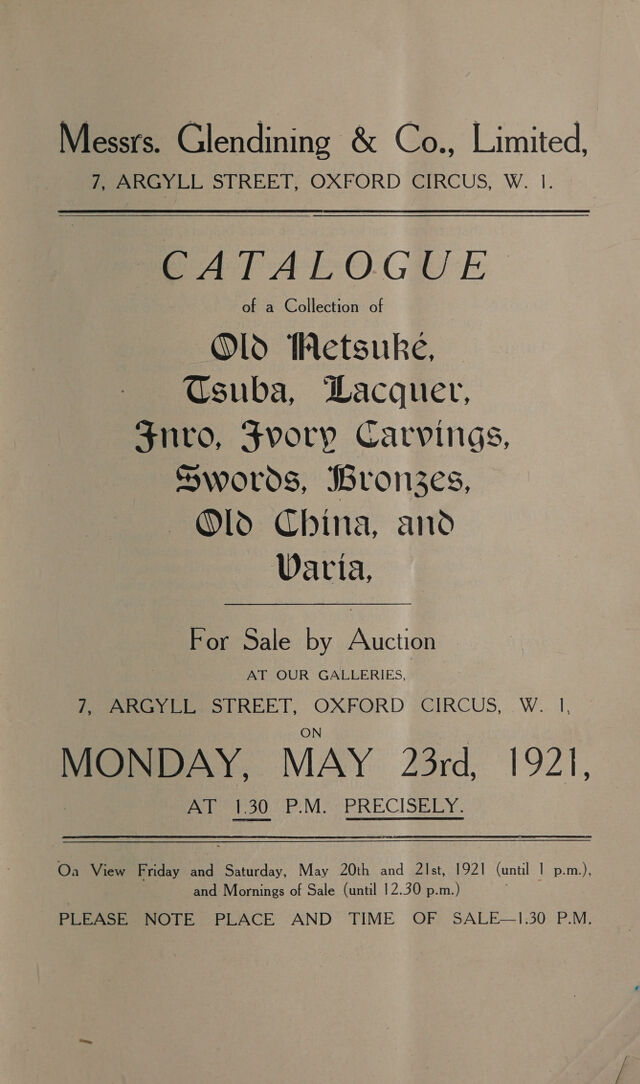 Messrs. Glendining & Co., Limited,
7, ARGYLL STREET, OXFORD CIRCUS, W. 1.
CATALOGUE
of a Collection of
Old Netsuké,
Tsuba, Lacquer,
Inro, Ivory Carvings,
Swords, Bronzes,
Old China, and
Varia,
For Sale by Auction
AT OUR GALLERIES,
7, ARGYLL STREET, OXFORD CIRCUS, W. 1,
ON
MONDAY, MAY 23rd, 1921,
AT 1.30 P.M. PRECISELY.
On View Friday and Saturday, May 20th and 21st, 1921 (until 1 p.m.),
and Mornings of Sale (until 12.30 p.m.)
PLEASE NOTE PLACE AND TIME OF SALE—1.30 P.M.